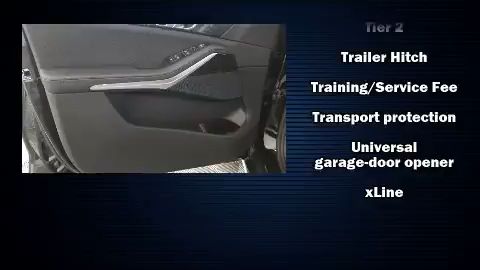 Tier 2
Trailer Hitch
Training/Service Fee
Transport protection
Universal
garage-door opener
xLine